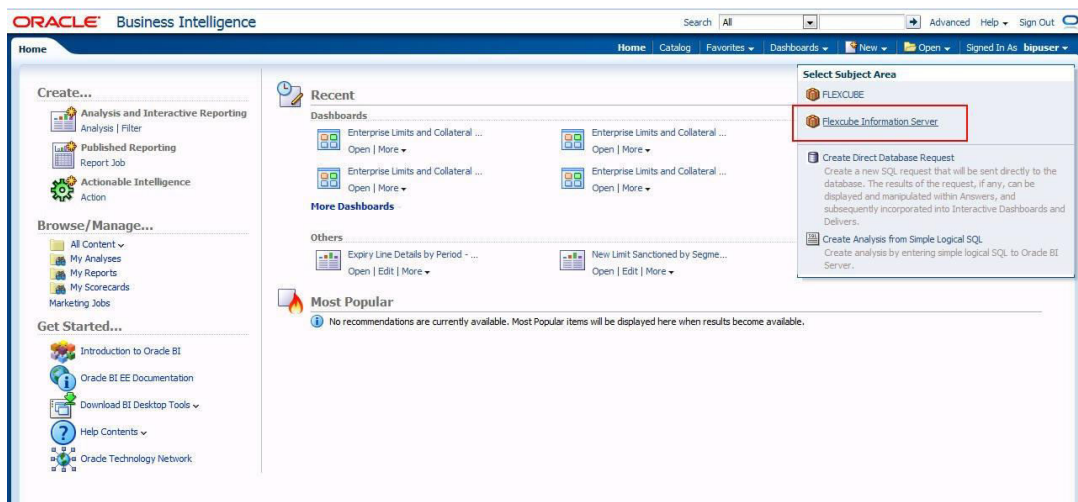 ORACLE Business Intelligence
Search All Advanced Help Sign Out
Home
Home Catalog Favorites Dashboards New Open Signed In As bipuser
Create...
Analysis and Interactive Reporting
Analysis | Filter
Published Reporting
Report Job
Actionable Intelligence
Action
Browse/Manage...
All Content
My Analyses
My Reports
My Scorecards
Marketing Jobs
Get Started...
Introduction to Oracle BI
Oracle BI EE Documentation
Download BI Desktop Tools
Help Contents
Oracle Technology Network
Recent
Dashboards
Enterprise Limits and Collateral ...
Open | More
Enterprise Limits and Collateral ...
Open | More
Enterprise Limits and Collateral ...
Open | More
Enterprise Limits and Collateral ...
Open | More
More Dashboards
Others
Expiry Line Details by Period - ...
Open | Edit | More
New Limit Sanctioned by Segme...
Open | Edit | More
Most Popular
No recommendations are currently available. Most Popular items will be displayed here when results become available.
Select Subject Area
FLEXCUBE
Flexcube Information Server
Create Direct Database Request
Create a new SQL request that will be sent directly to the
database. The results of the request, if any, can be
displayed and manipulated within Answers, and
subsequently incorporated into Interactive Dashboards and
Delivers.
Create Analysis from Simple Logical SQL
Create analysis by entering simple logical SQL to Oracle BI
Server.